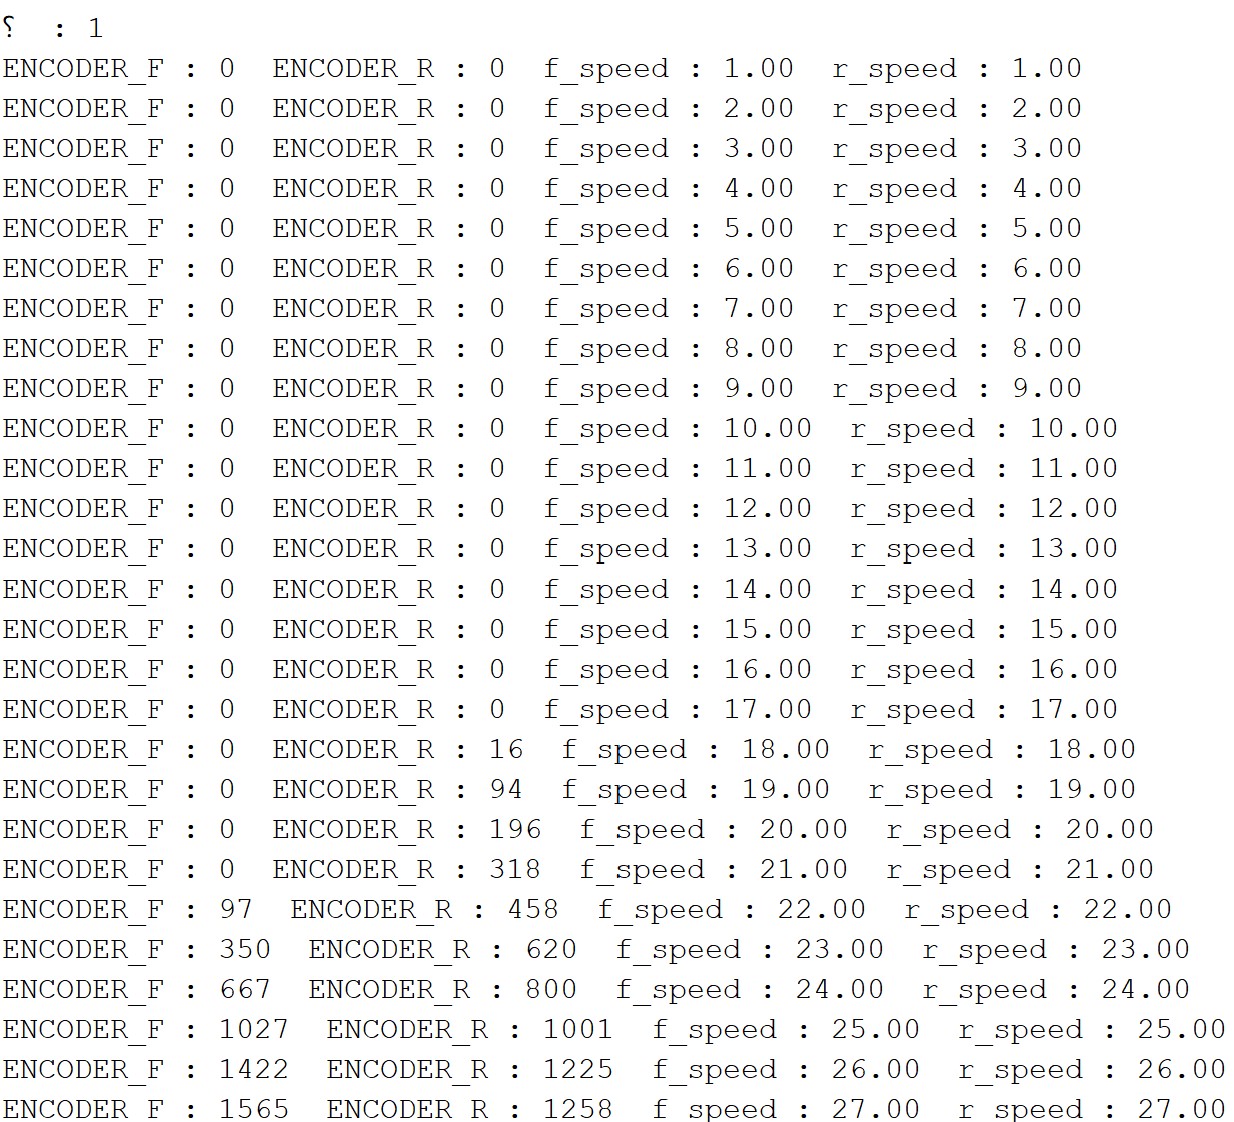 ⸮  : 1
ENCODER_F : 0  ENCODER_R : 0  f_speed : 1.00  r_speed : 1.00
ENCODER_F : 0  ENCODER_R : 0  f_speed : 2.00  r_speed : 2.00
ENCODER_F : 0  ENCODER_R : 0  f_speed : 3.00  r_speed : 3.00
ENCODER_F : 0  ENCODER_R : 0  f_speed : 4.00  r_speed : 4.00
ENCODER_F : 0  ENCODER_R : 0  f_speed : 5.00  r_speed : 5.00
ENCODER_F : 0  ENCODER_R : 0  f_speed : 6.00  r_speed : 6.00
ENCODER_F : 0  ENCODER_R : 0  f_speed : 7.00  r_speed : 7.00
ENCODER_F : 0  ENCODER_R : 0  f_speed : 8.00  r_speed : 8.00
ENCODER_F : 0  ENCODER_R : 0  f_speed : 9.00  r_speed : 9.00
ENCODER_F : 0  ENCODER_R : 0  f_speed : 10.00  r_speed : 10.00
ENCODER_F : 0  ENCODER_R : 0  f_speed : 11.00  r_speed : 11.00
ENCODER_F : 0  ENCODER_R : 0  f_speed : 12.00  r_speed : 12.00
ENCODER_F : 0  ENCODER_R : 0  f_speed : 13.00  r_speed : 13.00
ENCODER_F : 0  ENCODER_R : 0  f_speed : 14.00  r_speed : 14.00
ENCODER_F : 0  ENCODER_R : 0  f_speed : 15.00  r_speed : 15.00
ENCODER_F : 0  ENCODER_R : 0  f_speed : 16.00  r_speed : 16.00
ENCODER_F : 0  ENCODER_R : 0  f_speed : 17.00  r_speed : 17.00
ENCODER_F : 0  ENCODER_R : 16  f_speed : 18.00  r_speed : 18.00
ENCODER_F : 0  ENCODER_R : 94  f_speed : 19.00  r_speed : 19.00
ENCODER_F : 0  ENCODER_R : 196  f_speed : 20.00  r_speed : 20.00
ENCODER_F : 0  ENCODER_R : 318  f_speed : 21.00  r_speed : 21.00
ENCODER_F : 97  ENCODER_R : 458  f_speed : 22.00  r_speed : 22.00
ENCODER_F : 350  ENCODER_R : 620  f_speed : 23.00  r_speed : 23.00
ENCODER_F : 667  ENCODER_R : 800  f_speed : 24.00  r_speed : 24.00
ENCODER_F : 1027  ENCODER_R : 1001  f_speed : 25.00  r_speed : 25.00
ENCODER_F : 1422  ENCODER_R : 1225  f_speed : 26.00  r_speed : 26.00
ENCODER_F : 1565  ENCODER_R : 1258  f_speed : 27.00  r_speed : 27.00